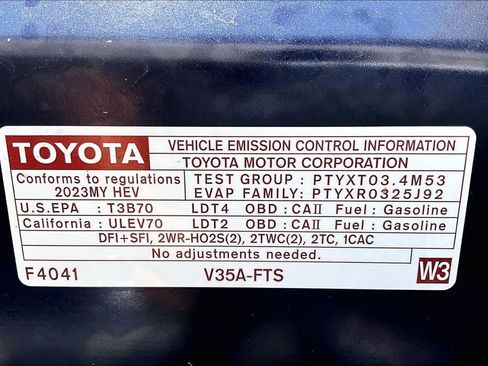 TOYOTA VEHICLE EMISSION CONTROL INFORMATION
TOYOTA MOTOR CORPORATION
Conforms to regulations TEST GROUP : PTYXT03.4M53
2023MY HEV EVAP FAMILY: PTYXR0325J92
U.S.EPA : T3B70 LDT4 OBD : CAII Fuel : Gasoline
California : ULEV70 LDT2 OBD : CAII Fuel : Gasoline
DFI+SFI, 2WR-HO2S(2), 2TWC(2), 2TC, 1CAC
No adjustments needed.
F4041 V35A-FTS W3